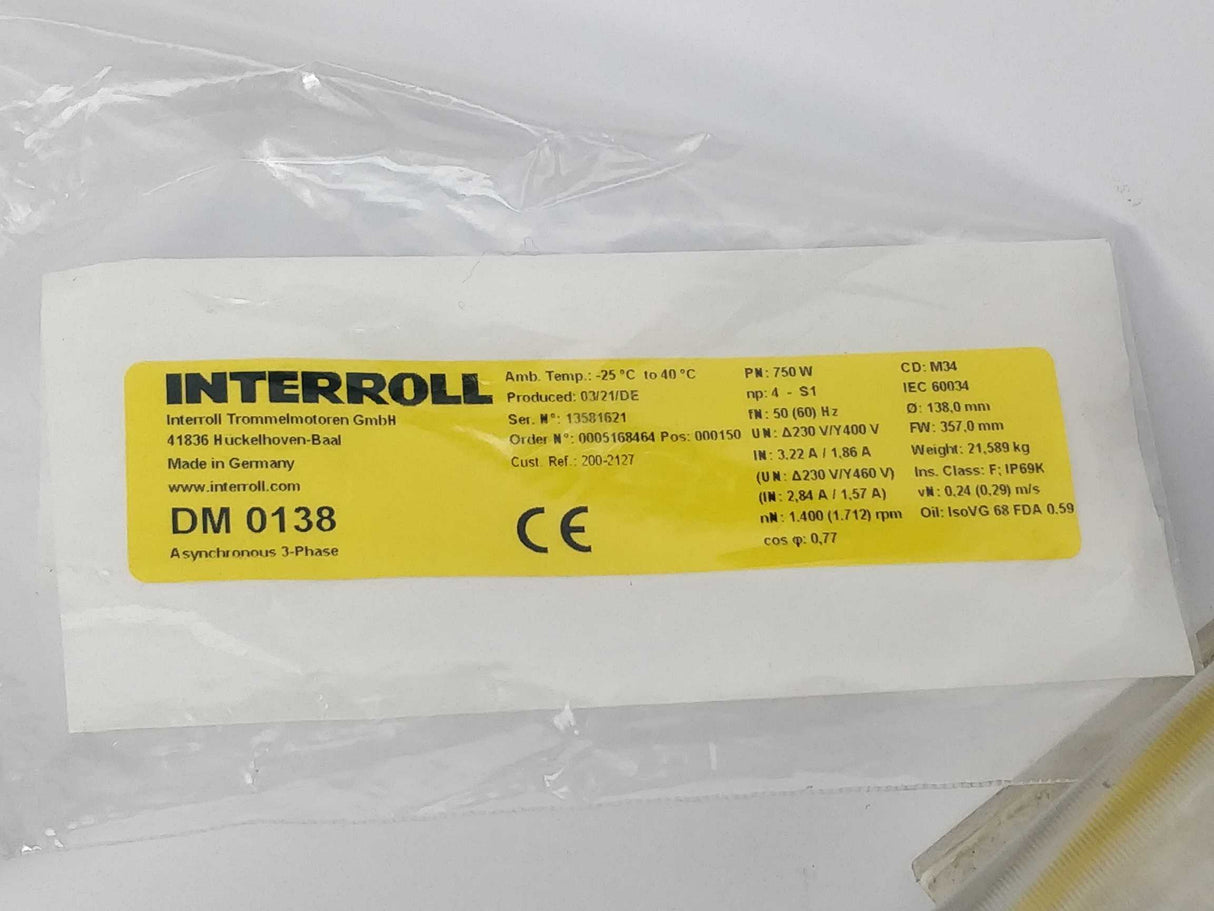 INTERROLL
Interroll Trommelmotoren GmbH
41836 Huckelhoven-Baal
Made in Germany
www.interroll.com
DM 0138
Asynchronous 3-Phase
Amb. Temp.: -25 °C to 40 °C
Produced: 03/21/DE
Ser. N°: 13581621
Order N°: 0005168464 Pos: 000150
Cust. Ref.: 200-2127
CE
PN: 750 W
np: 4 - S1
fN: 50 (60) Hz
UN: Δ230 V/Y400 V
IN: 3,22 A / 1,86 A
(UN: Δ230 V/Y460 V)
(IN: 2,84 A / 1,57 A)
nN: 1.400 (1.712) rpm
cos φ: 0,77
CD: M34
IEC 60034
Ø: 138,0 mm
FW: 357,0 mm
Weight: 21,589 kg
Ins. Class: F; IP69K
vN: 0,24 (0,29) m/s
Oil: IsoVG 68 FDA 0.59